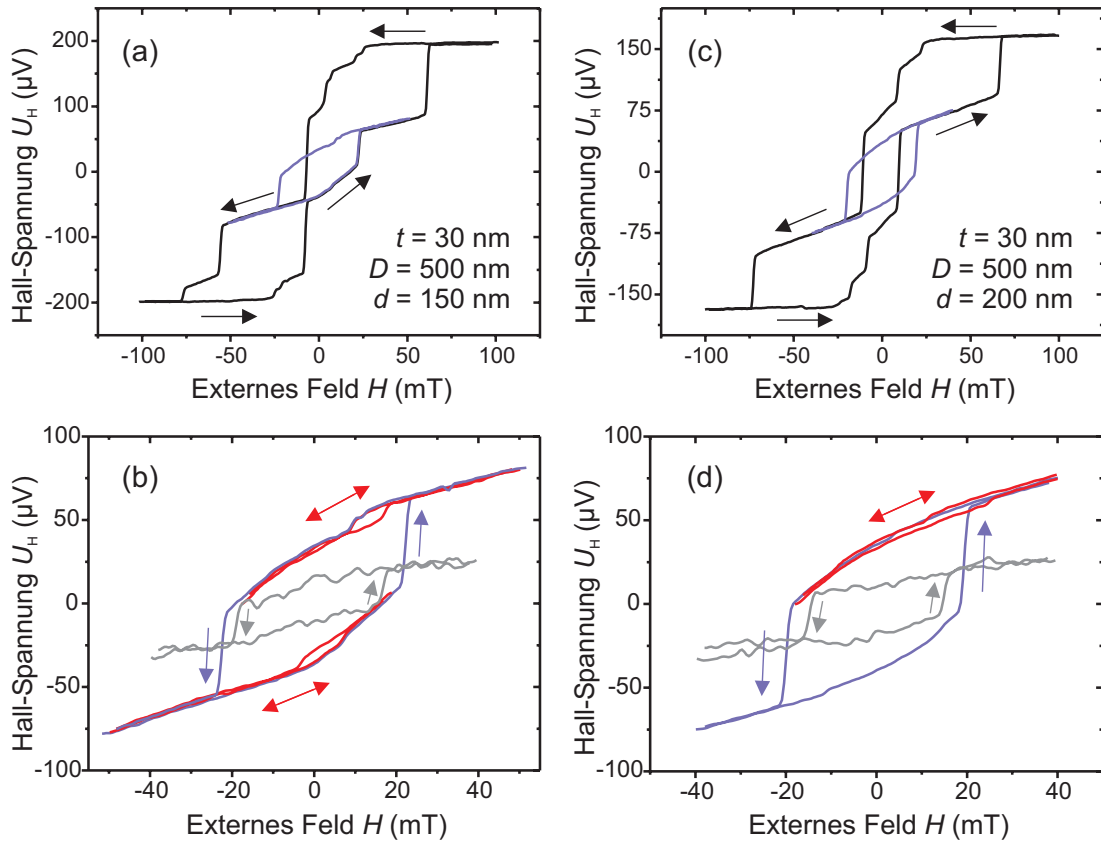 (a)
Hall-Spannung U_H (µV)
200
100
0
-100
-200
t = 30 nm
D = 500 nm
d = 150 nm
-100 -50 0 50 100
Externes Feld H (mT)
(c)
Hall-Spannung U_H (µV)
150
75
0
-75
-150
t = 30 nm
D = 500 nm
d = 200 nm
-100 -50 0 50 100
Externes Feld H (mT)
(b)
Hall-Spannung U_H (µV)
100
50
0
-50
-100
-40 -20 0 20 40
Externes Feld H (mT)
(d)
Hall-Spannung U_H (µV)
100
50
0
-50
-100
-40 -20 0 20 40
Externes Feld H (mT)